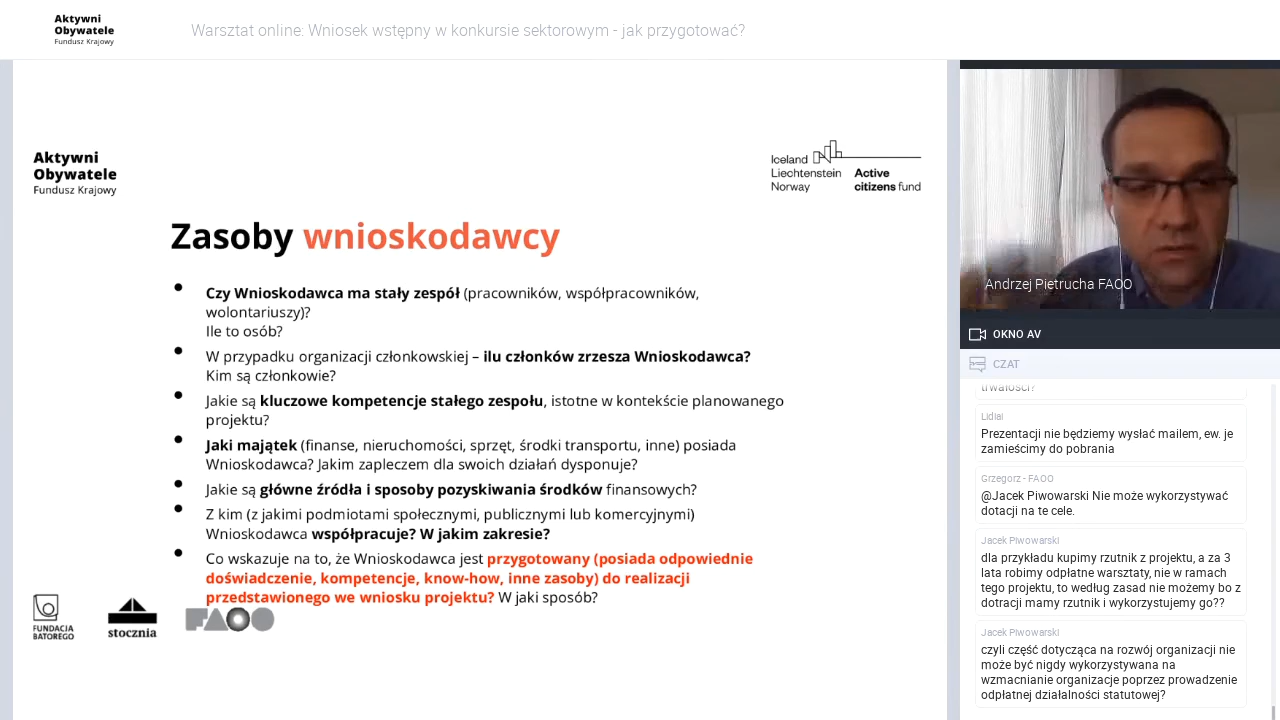 Aktywni
Obywatele
Fundusz Krajowy
Warsztat online: Wniosek wstępny w konkursie sektorowym - jak przygotować?
Aktywni
Obywatele
Fundusz Krajowy
Iceland
Liechtenstein
Norway
Active
citizens fund
Zasoby wnioskodawcy
Czy Wnioskodawca ma stały zespół (pracowników, współpracowników,
wolontariuszy)?
Ile to osób?
W przypadku organizacji członkowskiej – ilu członków zrzesza Wnioskodawca?
Kim są członkowie?
Jakie są kluczowe kompetencje stałego zespołu, istotne w kontekście planowanego
projektu?
Jaki majątek (finanse, nieruchomości, sprzęt, środki transportu, inne) posiada
Wnioskodawca? Jakim zapleczem dla swoich działań dysponuje?
Jakie są główne źródła i sposoby pozyskiwania środków finansowych?
Z kim (z jakimi podmiotami społecznymi, publicznymi lub komercyjnymi)
Wnioskodawca współpracuje? W jakim zakresie?
Co wskazuje na to, że Wnioskodawca jest przygotowany (posiada odpowiednie
doświadczenie, kompetencje, know-how, inne zasoby) do realizacji
przedstawionego we wniosku projektu? W jaki sposób?
FUNDACJA
BATOREGO
stocznia
FAOO
Andrzej Pietrucha FAOO
OKNO AV
CZAT
trwałości?
Lidiai
Prezentacji nie będziemy wysłać mailem, ew. je
zamieścimy do pobrania
Grzegorz - FAOO
@Jacek Piwowarski Nie może wykorzystywać
dotacji na te cele.
Jacek Piwowarski
dla przykładu kupimy rzutnik z projektu, a za 3
lata robimy odpłatne warsztaty, nie w ramach
tego projektu, to według zasad nie możemy bo z
dotracji mamy rzutnik i wykorzystujemy go??
Jacek Piwowarski
czyli część dotycząca na rozwój organizacji nie
może być nigdy wykorzystywana na
wzmacnianie organizacje poprzez prowadzenie
odpłatnej działalności statutowej?